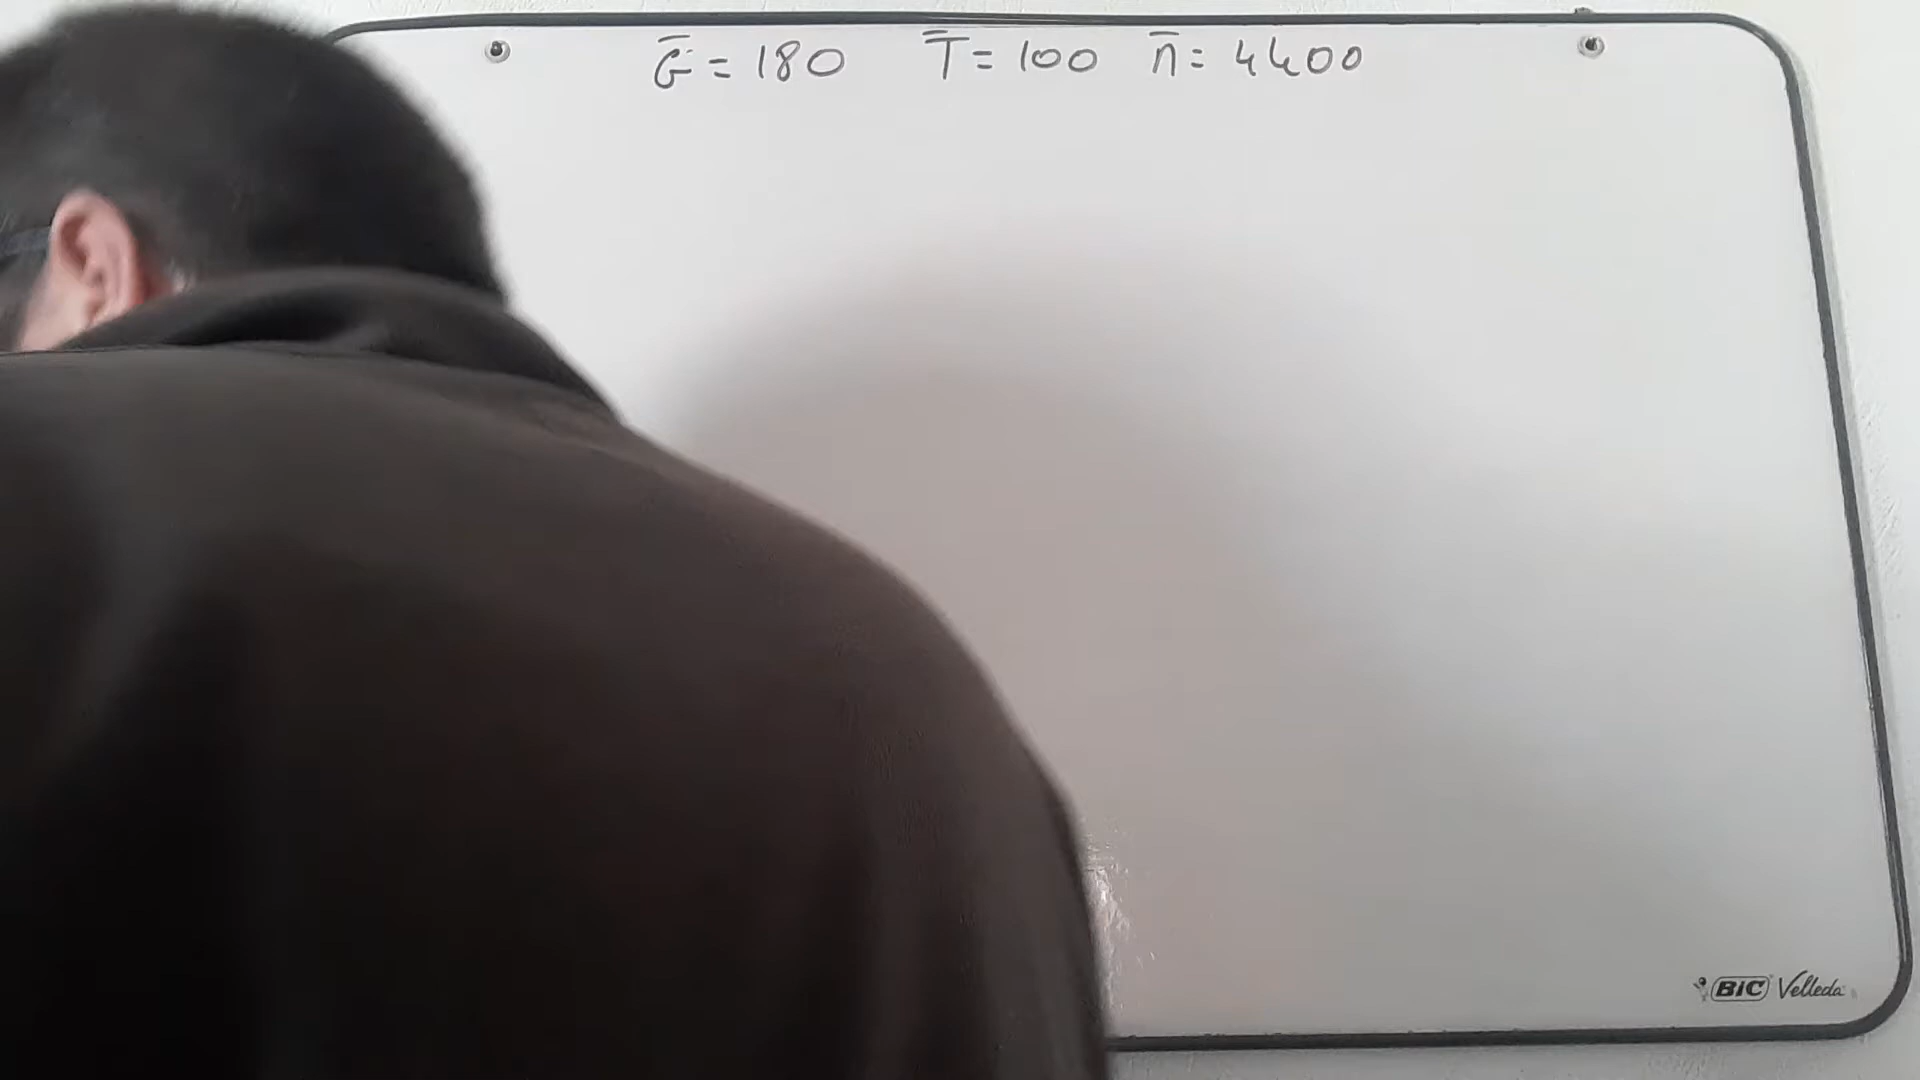 G̅ = 180 T̅ = 100 n̅ = 4400
BIC Velleda